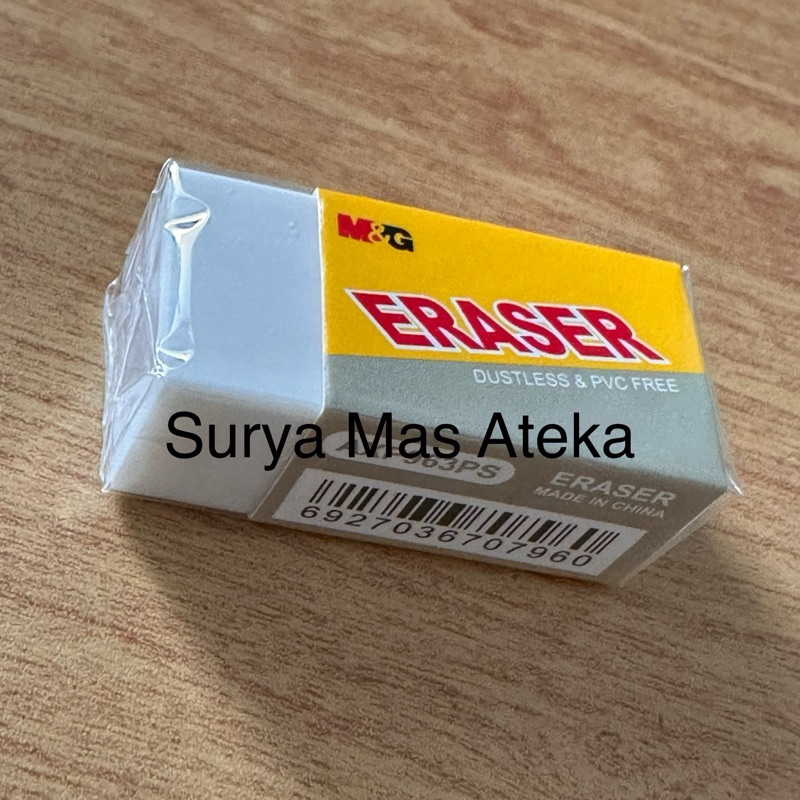 M&G
ERASER
DUSTLESS & PVC FREE
Surya Mas Ateka
ERASER
MADE IN CHINA
6927036707960